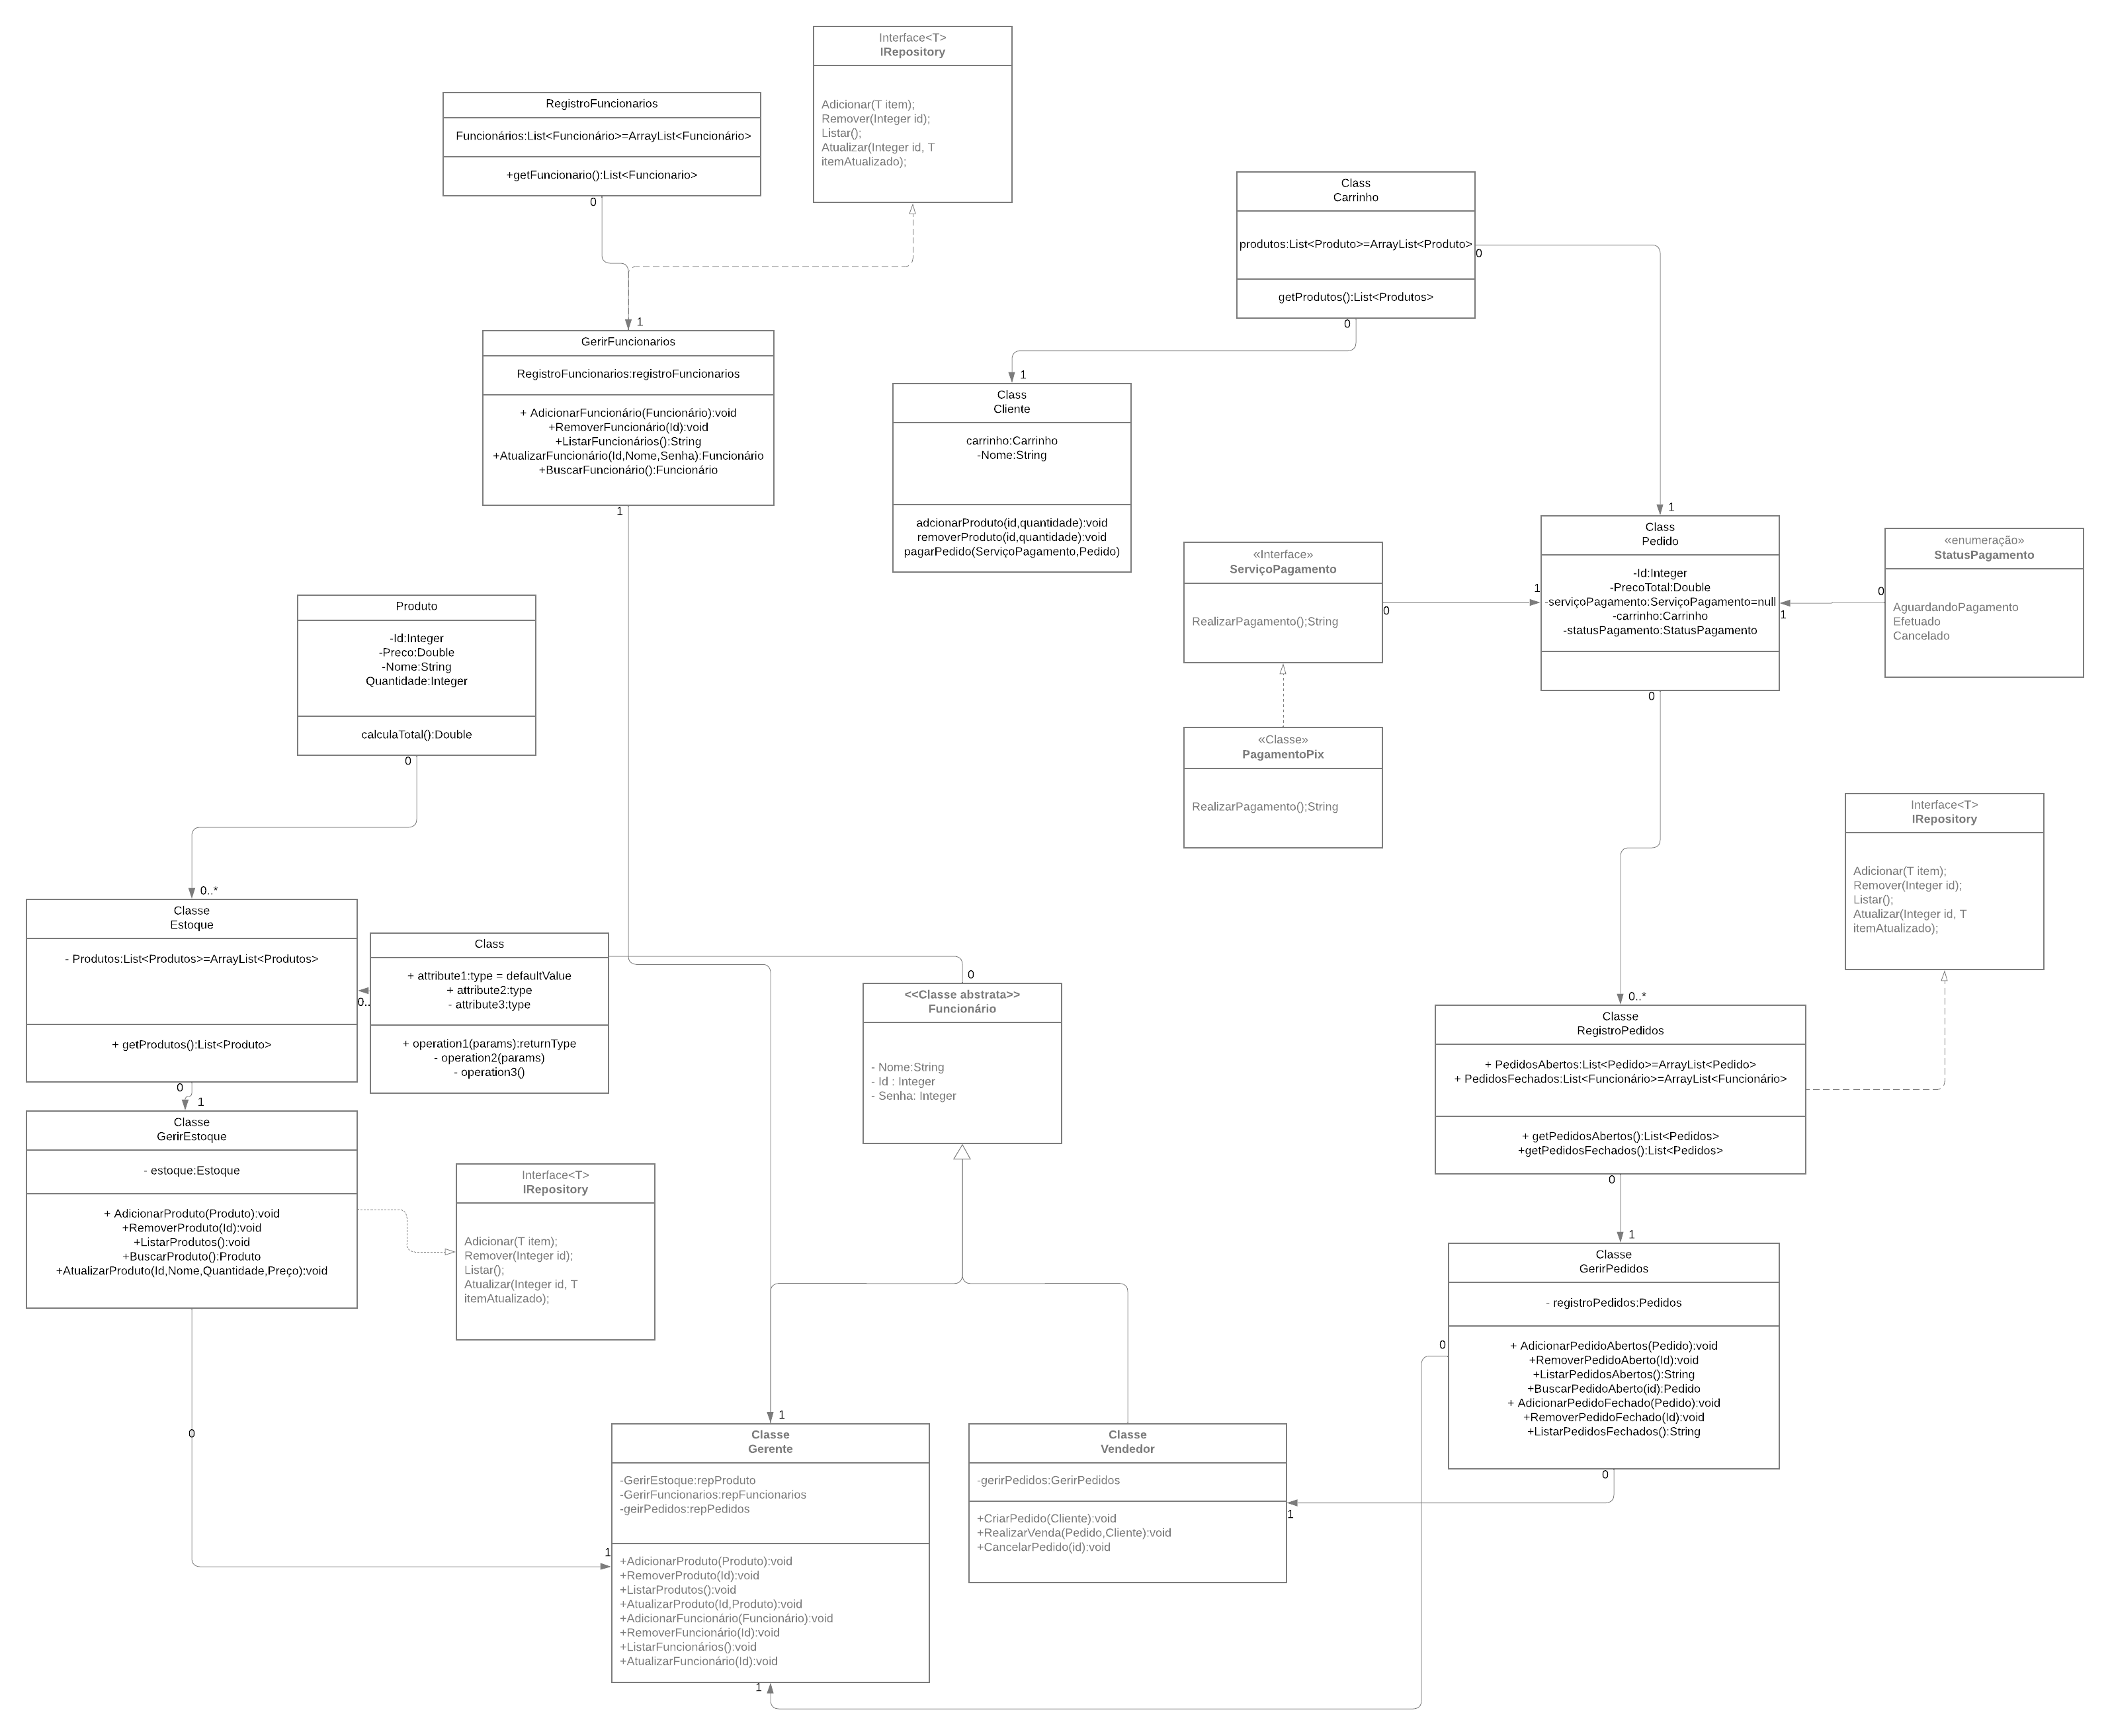 Interface<T>
IRepository
Adicionar(T item);
Remover(Integer id);
Listar();
Atualizar(Integer id, T
itemAtualizado);
RegistroFuncionarios
Funcionários:List<Funcionário>=ArrayList<Funcionário>
+getFuncionario():List<Funcionario>
0
Class
Carrinho
produtos:List<Produto>=ArrayList<Produto>
getProdutos():List<Produtos>
0
0
1
GerirFuncionarios
RegistroFuncionarios:registroFuncionarios
+ AdicionarFuncionário(Funcionário):void
+RemoverFuncionário(Id):void
+ListarFuncionários():String
+AtualizarFuncionário(Id,Nome,Senha):Funcionário
+BuscarFuncionário():Funcionário
1
1
Class
Cliente
carrinho:Carrinho
-Nome:String
adcionarProduto(id,quantidade):void
removerProduto(id,quantidade):void
pagarPedido(ServiçoPagamento,Pedido)
1
Class
Pedido
-Id:Integer
-PrecoTotal:Double
-serviçoPagamento:ServiçoPagamento=null
-carrinho:Carrinho
-statusPagamento:StatusPagamento
0
«Interface»
ServiçoPagamento
RealizarPagamento();String
0
1
«enumeração»
StatusPagamento
AguardandoPagamento
Efetuado
Cancelado
0
1
«Classe»
PagamentoPix
RealizarPagamento();String
Produto
-Id:Integer
-Preco:Double
-Nome:String
Quantidade:Integer
calculaTotal():Double
0
0..*
Classe
Estoque
- Produtos:List<Produtos>=ArrayList<Produtos>
+ getProdutos():List<Produto>
0
Class
+ attribute1:type = defaultValue
+ attribute2:type
- attribute3:type
+ operation1(params):returnType
- operation2(params)
- operation3()
0..
0
<<Classe abstrata>>
Funcionário
- Nome:String
- Id : Integer
- Senha: Integer
Interface<T>
IRepository
Adicionar(T item);
Remover(Integer id);
Listar();
Atualizar(Integer id, T
itemAtualizado);
0..*
Classe
RegistroPedidos
+ PedidosAbertos:List<Pedido>=ArrayList<Pedido>
+ PedidosFechados:List<Funcionário>=ArrayList<Funcionário>
+ getPedidosAbertos():List<Pedidos>
+getPedidosFechados():List<Pedidos>
0
1
Classe
GerirEstoque
- estoque:Estoque
+ AdicionarProduto(Produto):void
+RemoverProduto(Id):void
+ListarProdutos():void
+BuscarProduto():Produto
+AtualizarProduto(Id,Nome,Quantidade,Preço):void
0
Interface<T>
IRepository
Adicionar(T item);
Remover(Integer id);
Listar();
Atualizar(Integer id, T
itemAtualizado);
1
Classe
GerirPedidos
- registroPedidos:Pedidos
+ AdicionarPedidoAbertos(Pedido):void
+RemoverPedidoAberto(Id):void
+ListarPedidosAbertos():String
+BuscarPedidoAberto(id):Pedido
+ AdicionarPedidoFechado(Pedido):void
+RemoverPedidoFechado(Id):void
+ListarPedidosFechados():String
0
0
1
1
Classe
Gerente
-GerirEstoque:repProduto
-GerirFuncionarios:repFuncionarios
-geirPedidos:repPedidos
+AdicionarProduto(Produto):void
+RemoverProduto(Id):void
+ListarProdutos():void
+AtualizarProduto(Id,Produto):void
+AdicionarFuncionário(Funcionário):void
+RemoverFuncionário(Id):void
+ListarFuncionários():void
+AtualizarFuncionário(Id):void
1
Classe
Vendedor
-gerirPedidos:GerirPedidos
+CriarPedido(Cliente):void
+RealizarVenda(Pedido,Cliente):void
+CancelarPedido(id):void
1